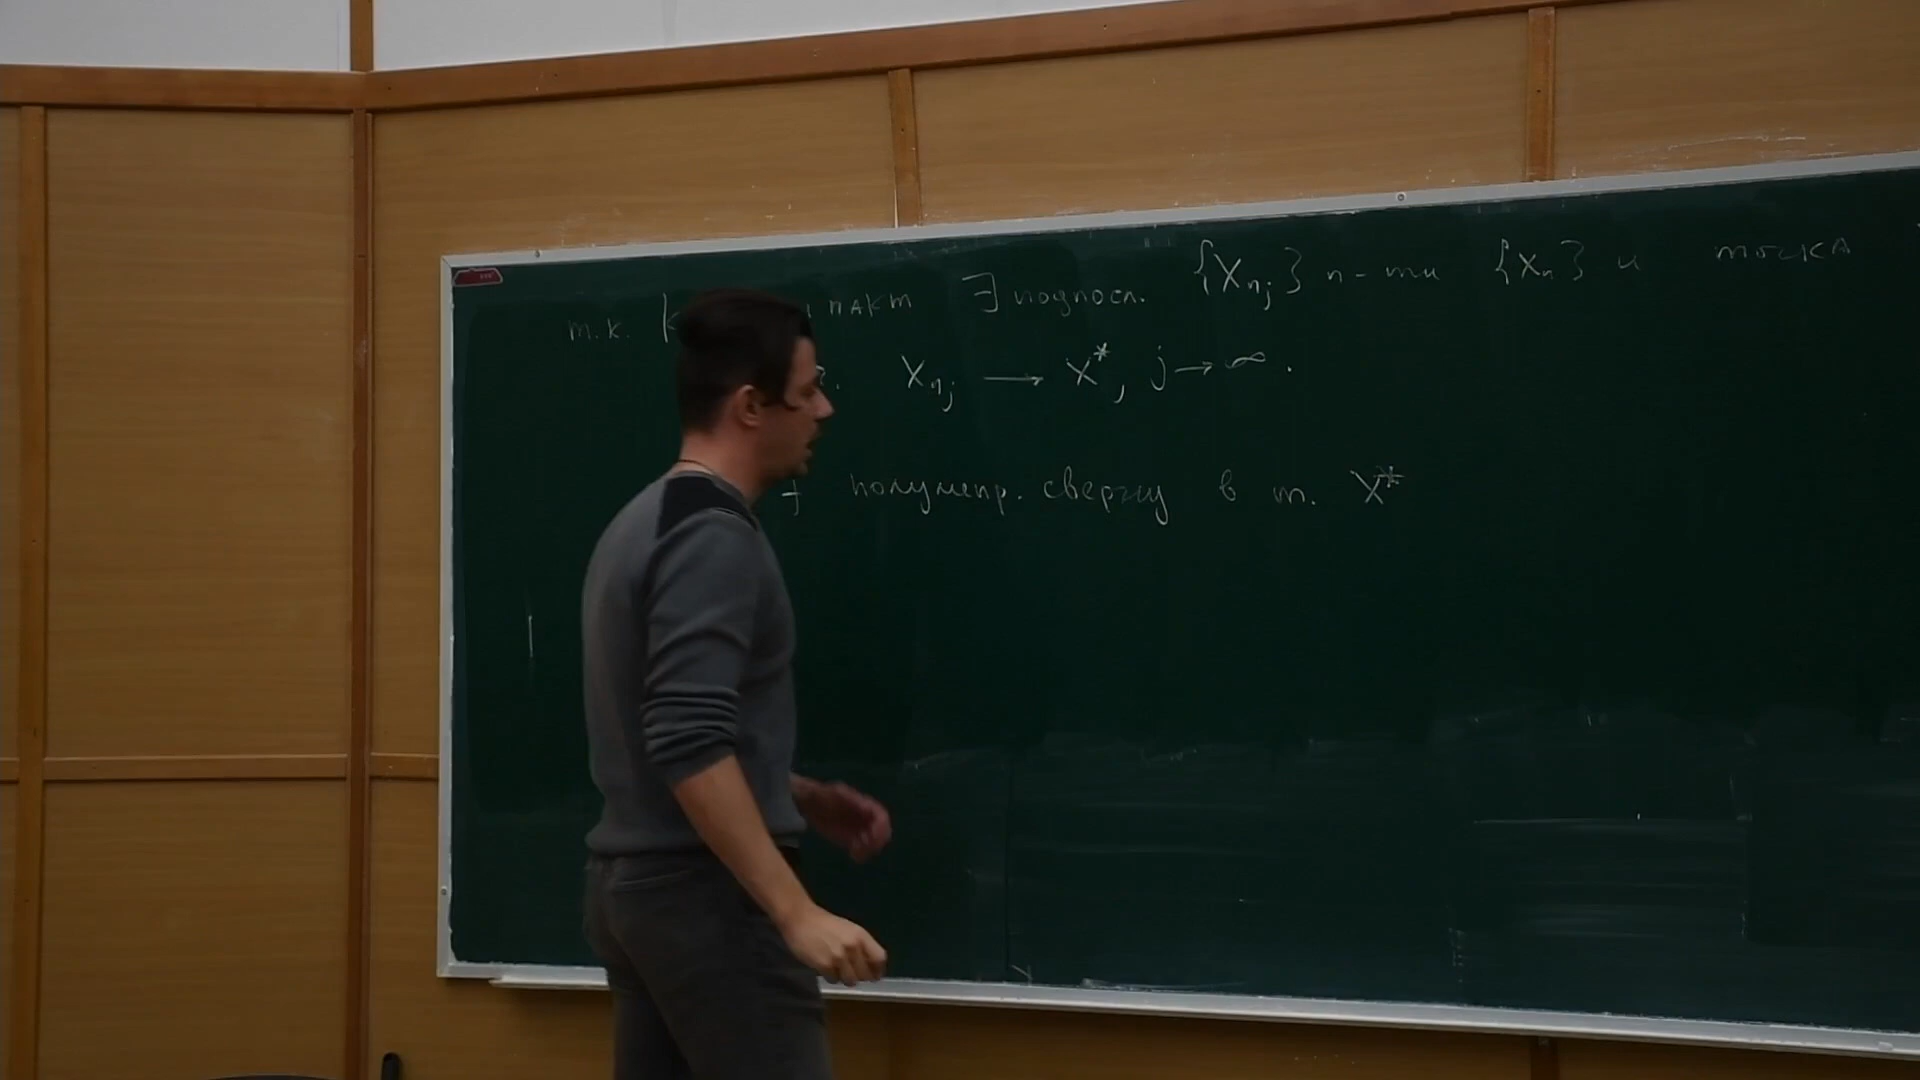 т.к. K пакт ∃ подпосл. {x_{n_j}} п-ти {x_n} и точка
x_{n_j} → x*, j → ∞.
f полунепр. сверху в т. x*